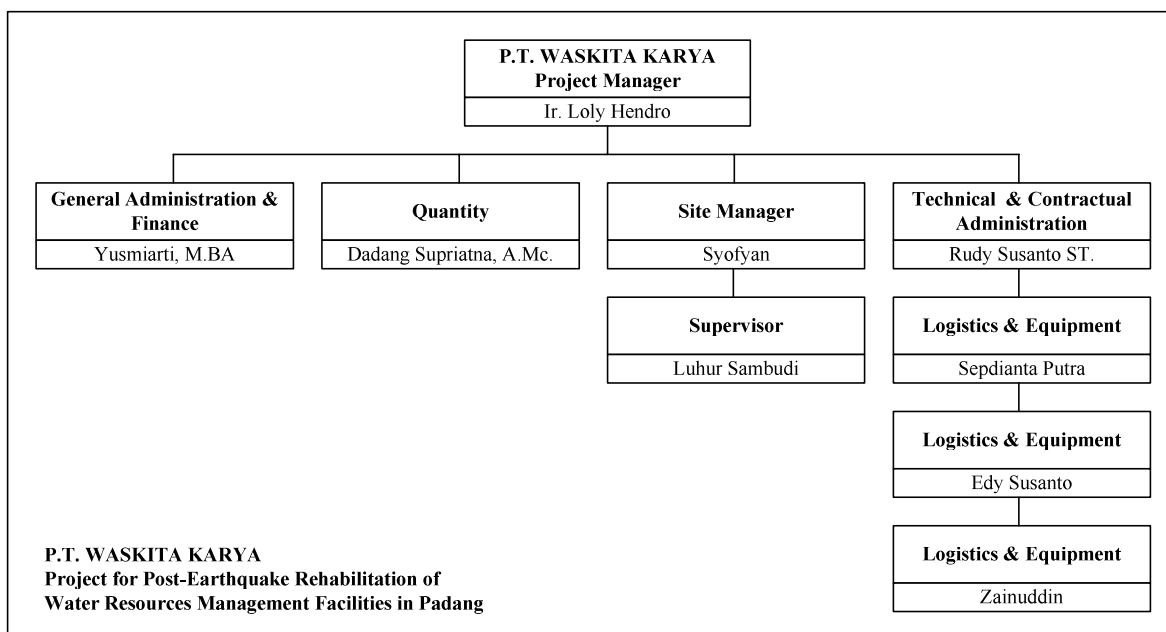 P.T. WASKITA KARYA
Project Manager
Ir. Loly Hendro
General Administration &
Finance
Yusmiarti, M.BA
Quantity
Dadang Supriatna, A.Mc.
Site Manager
Syofyan
Technical & Contractual
Administration
Rudy Susanto ST.
Supervisor
Luhur Sambudi
Logistics & Equipment
Sepdianta Putra
Logistics & Equipment
Edy Susanto
Logistics & Equipment
Zainuddin
P.T. WASKITA KARYA
Project for Post-Earthquake Rehabilitation of
Water Resources Management Facilities in Padang